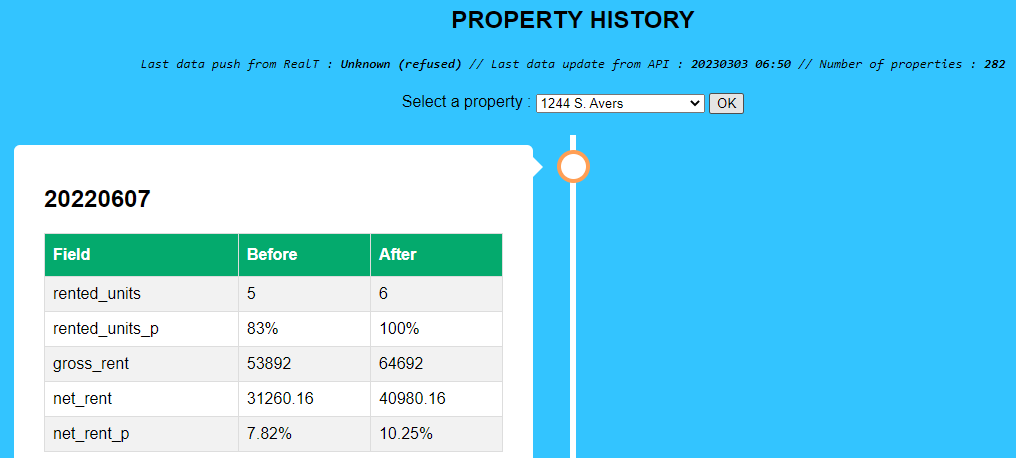 PROPERTY HISTORY
Last data push from RealT : Unknown (refused) // Last data update from API : 20230303 06:50 // Number of properties : 282
Select a property : 1244 S. Avers OK
20220607
Field Before After
rented_units 5 6
rented_units_p 83% 100%
gross_rent 53892 64692
net_rent 31260.16 40980.16
net_rent_p 7.82% 10.25%